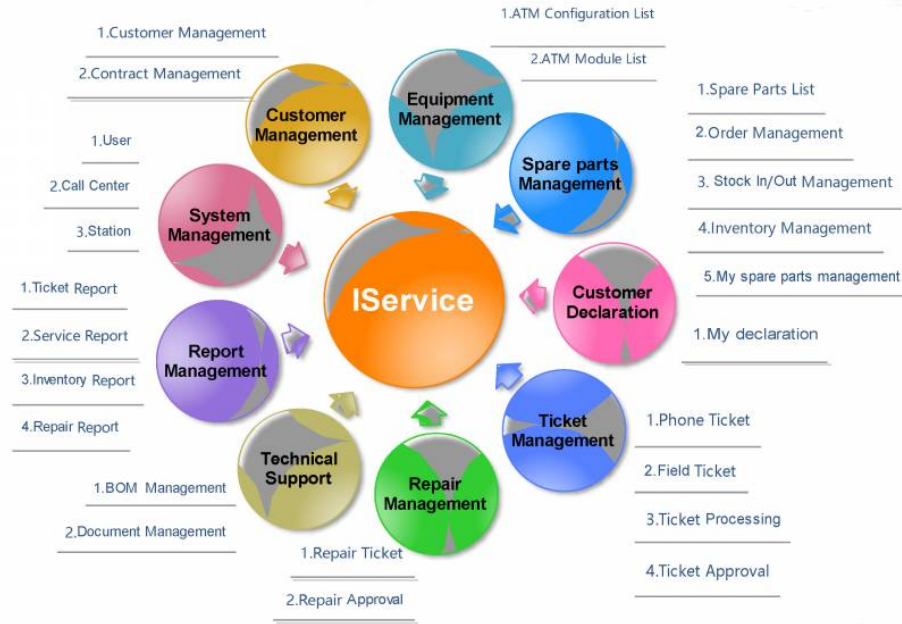 1.Customer Management
2.Contract Management
Customer
Management
1.ATM Configuration List
2.ATM Module List
Equipment
Management
1.Spare Parts List
2.Order Management
3. Stock In/Out Management
4.Inventory Management
5.My spare parts management
Spare parts
Management
1.User
2.Call Center
3.Station
System
Management
IService
Customer
Declaration
1.My declaration
1.Ticket Report
2.Service Report
3.Inventory Report
4.Repair Report
Report
Management
Ticket
Management
1.Phone Ticket
2.Field Ticket
3.Ticket Processing
4.Ticket Approval
Technical
Support
1.BOM Management
2.Document Management
Repair
Management
1.Repair Ticket
2.Repair Approval